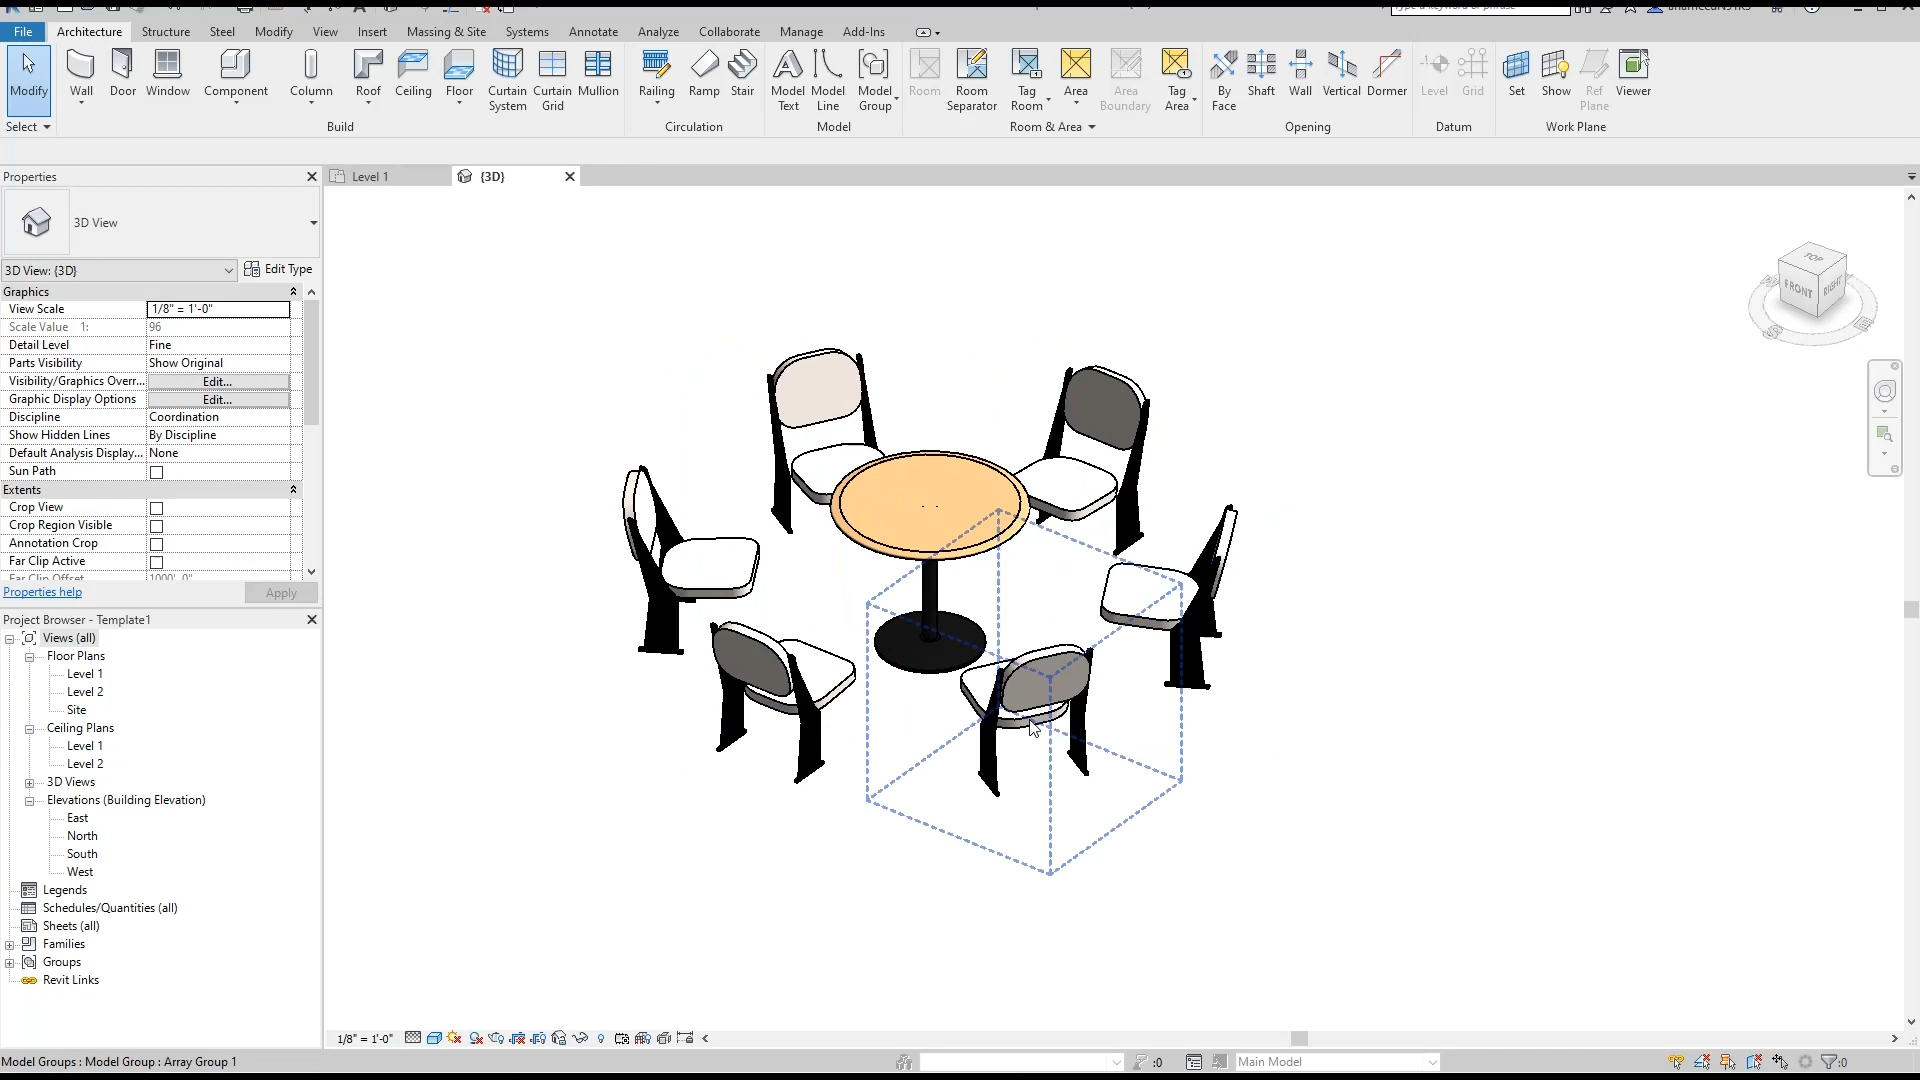 File Architecture Structure Steel Modify View Insert Massing & Site Systems Annotate Analyze Collaborate Manage Add-Ins
Modify Wall Door Window Component Column Roof Ceiling Floor Curtain System Curtain Grid Mullion Railing Ramp Stair Model Text Model Line Model Group Room Room Separator Tag Room Area Area Boundary Tag Area By Face Shaft Wall Vertical Dormer Level Grid Set Show Ref Plane Viewer
Select Build Circulation Model Room & Area Opening Datum Work Plane
Properties
Level 1
{3D}
3D View
3D View: {3D}
Edit Type
Graphics
View Scale 1/8" = 1'-0"
Scale Value 1: 96
Detail Level Fine
Parts Visibility Show Original
Visibility/Graphics Overr... Edit...
Graphic Display Options Edit...
Discipline Coordination
Show Hidden Lines By Discipline
Default Analysis Display... None
Sun Path
Extents
Crop View
Crop Region Visible
Annotation Crop
Far Clip Active
Far Clip Offset 1000' 0"
Properties help
Apply
Project Browser - Template1
Views (all)
Floor Plans
Level 1
Level 2
Site
Ceiling Plans
Level 1
Level 2
3D Views
Elevations (Building Elevation)
East
North
South
West
Legends
Schedules/Quantities (all)
Sheets (all)
Families
Groups
Revit Links
TOP
FRONT
RIGHT
S
E
1/8" = 1'-0"
Model Groups : Model Group : Array Group 1
:0
Main Model
:0